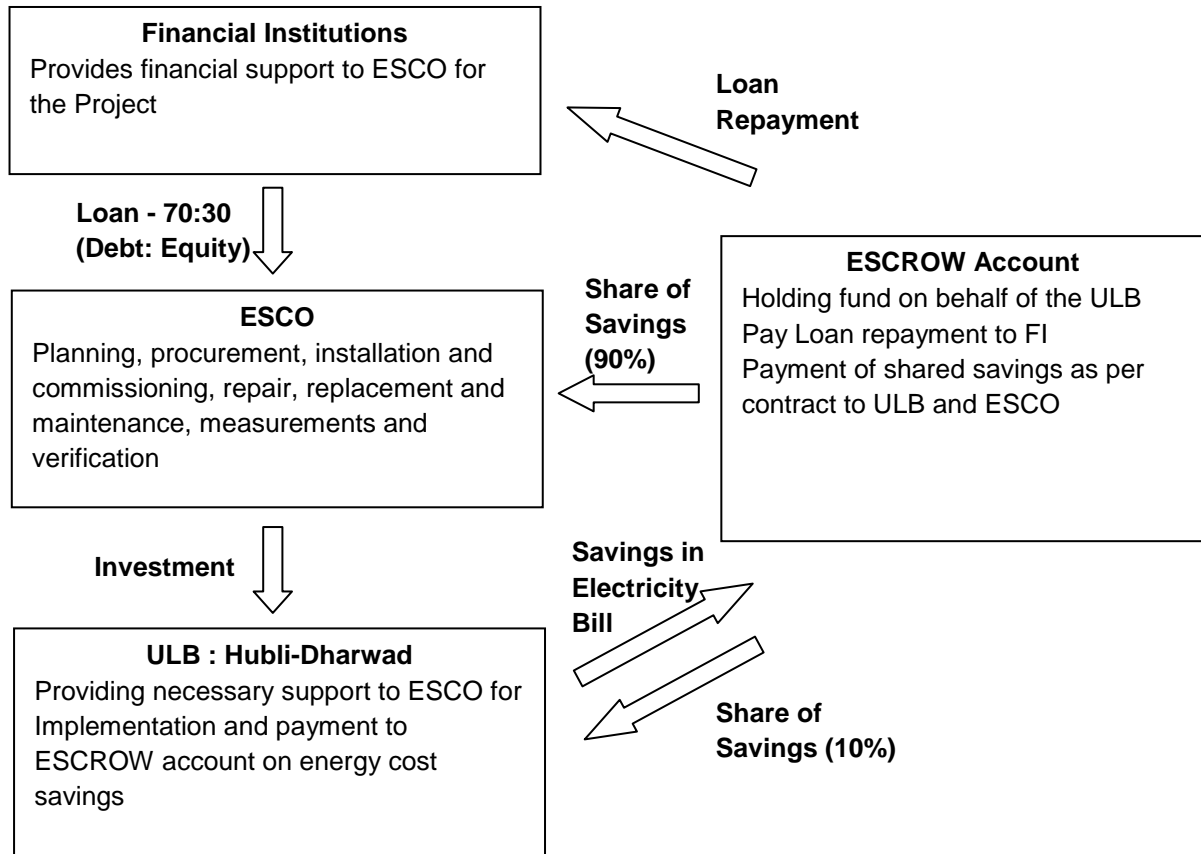 Financial Institutions
Provides financial support to ESCO for
the Project
Loan
Repayment
Loan - 70:30
(Debt: Equity)
ESCROW Account
Holding fund on behalf of the ULB
Pay Loan repayment to FI
Payment of shared savings as per
contract to ULB and ESCO
Share of
Savings
(90%)
ESCO
Planning, procurement, installation and
commissioning, repair, replacement and
maintenance, measurements and
verification
Investment
Savings in
Electricity
Bill
ULB : Hubli-Dharwad
Providing necessary support to ESCO for
Implementation and payment to
ESCROW account on energy cost
savings
Share of
Savings (10%)